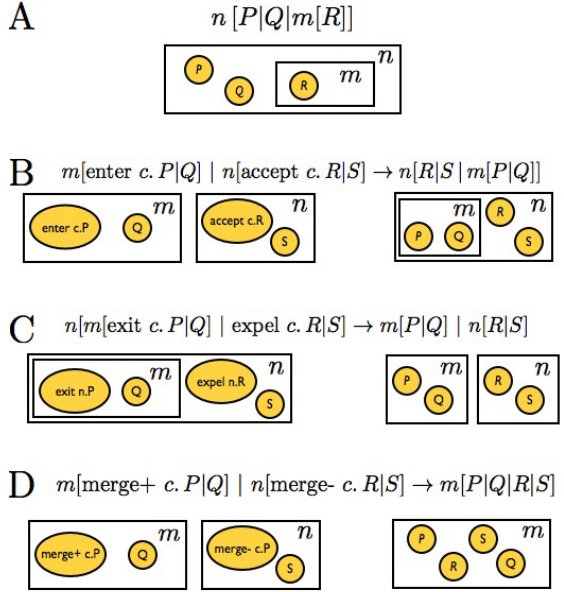 A n [P|Q|m[R]]
P Q R m n
B m[enter c. P|Q] | n[accept c. R|S] → n[R|S|m[P|Q]]
enter c.P Q m accept c.R S n P Q m R S n
C n[m[exit c. P|Q] | expel c. R|S] → m[P|Q] | n[R|S]
exit n.P Q m expel n.R S n P Q m R S n
D m[merge+ c. P|Q] | n[merge- c. R|S] → m[P|Q|R|S]
merge+ c.P Q m merge- c.P S n P R S Q m